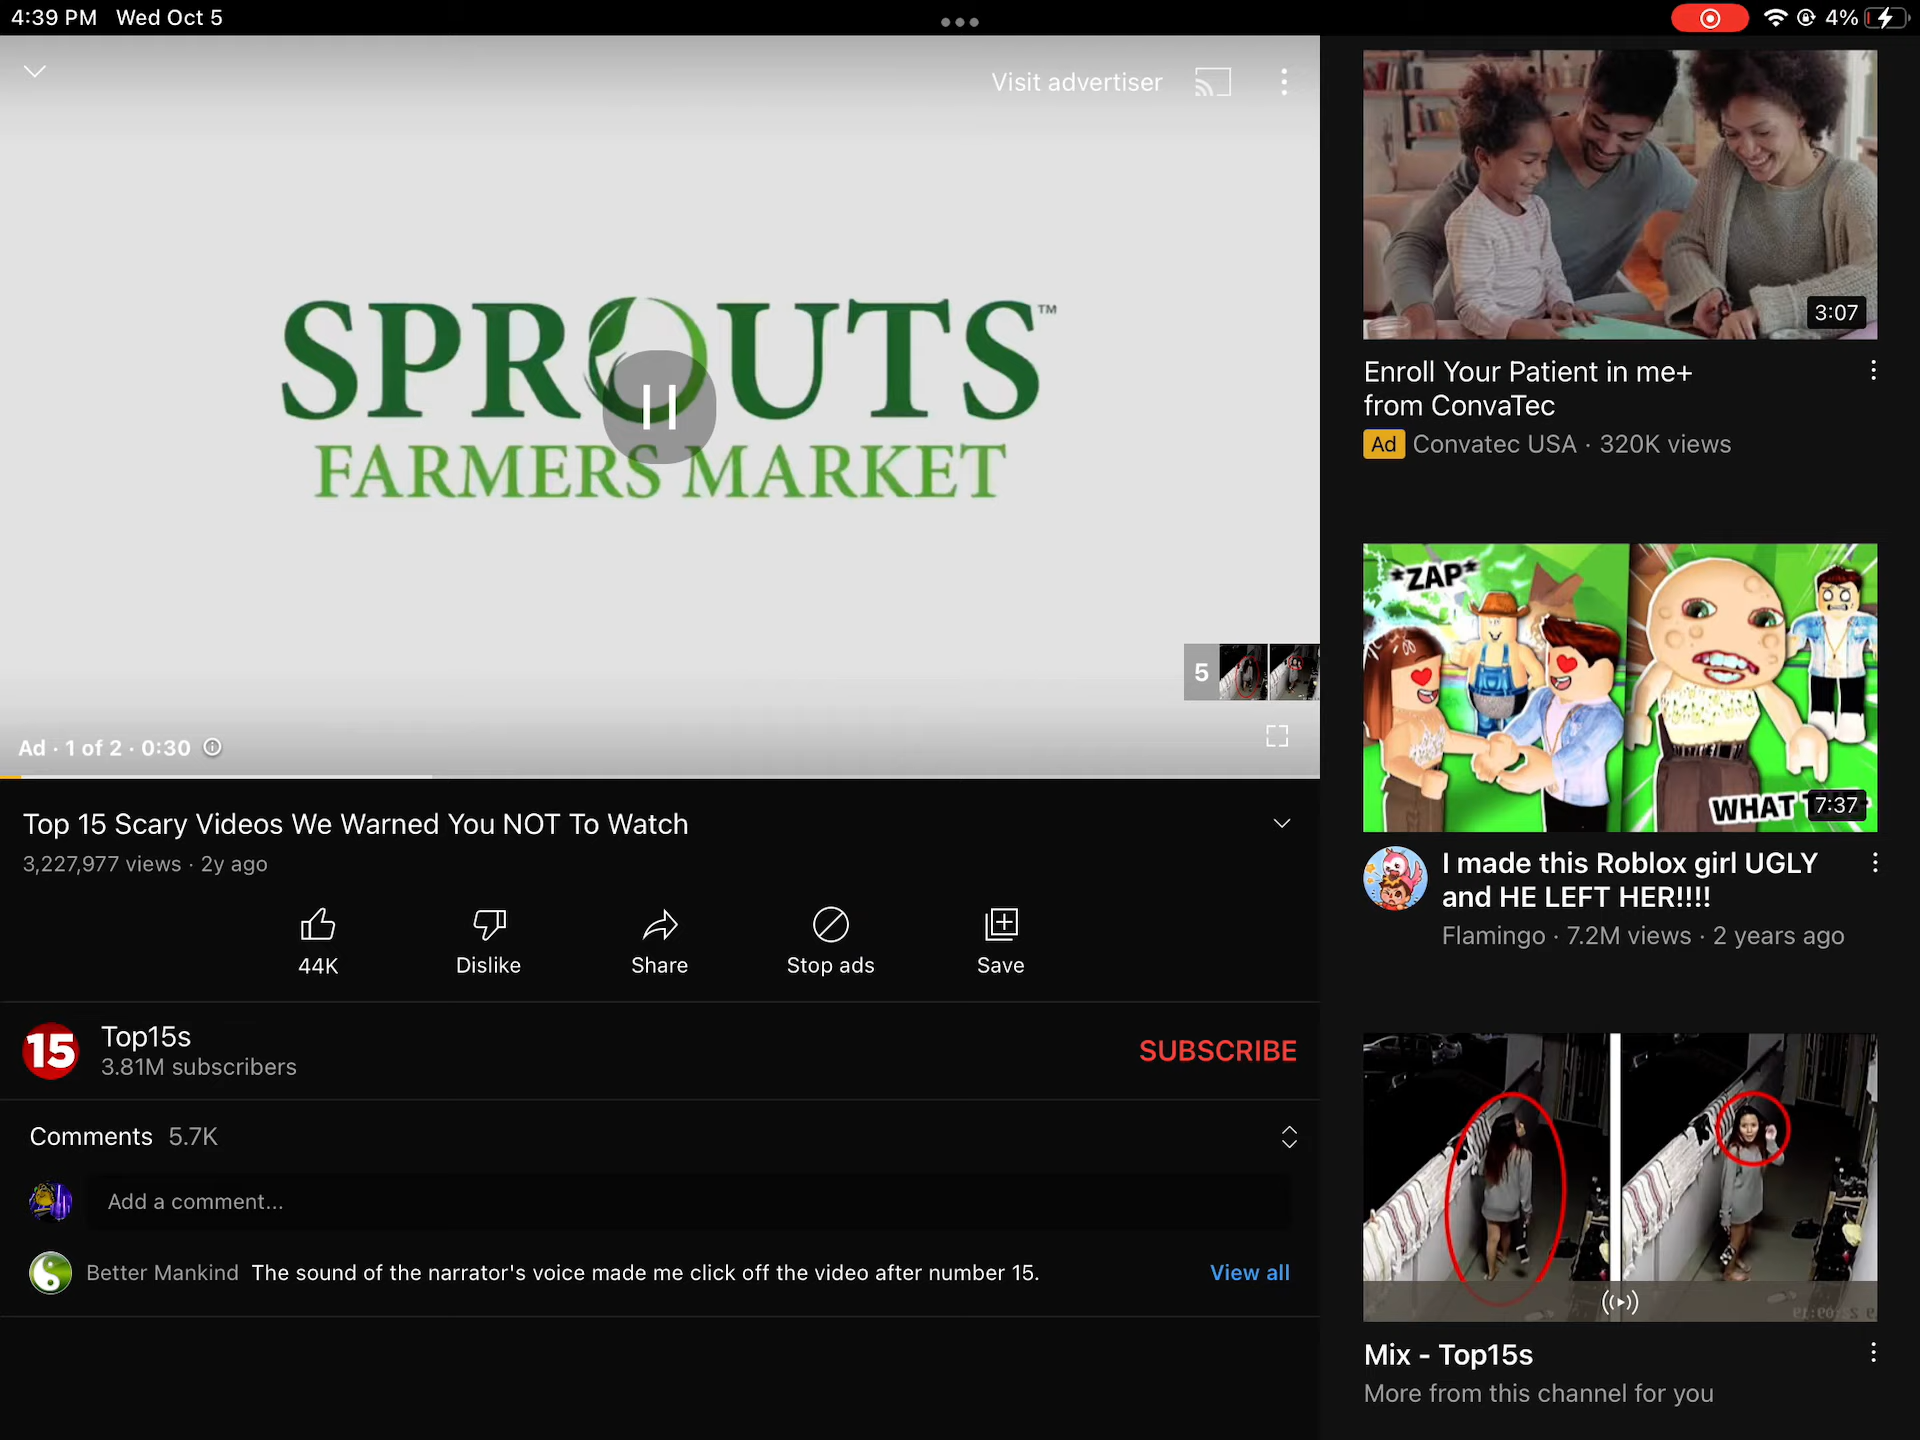 4:39 PM Wed Oct 5
4%
Visit advertiser
SPROUTS™
FARMERS MARKET
5
Ad · 1 of 2 · 0:30
Top 15 Scary Videos We Warned You NOT To Watch
3,227,977 views · 2y ago
44K
Dislike
Share
Stop ads
Save
15
Top15s
3.81M subscribers
SUBSCRIBE
Comments 5.7K
Add a comment...
Better Mankind The sound of the narrator's voice made me click off the video after number 15.
View all
3:07
Enroll Your Patient in me+
from ConvaTec
Ad Convatec USA · 320K views
*ZAP*
WHAT
7:37
I made this Roblox girl UGLY
and HE LEFT HER!!!!
Flamingo · 7.2M views · 2 years ago
Mix - Top15s
More from this channel for you